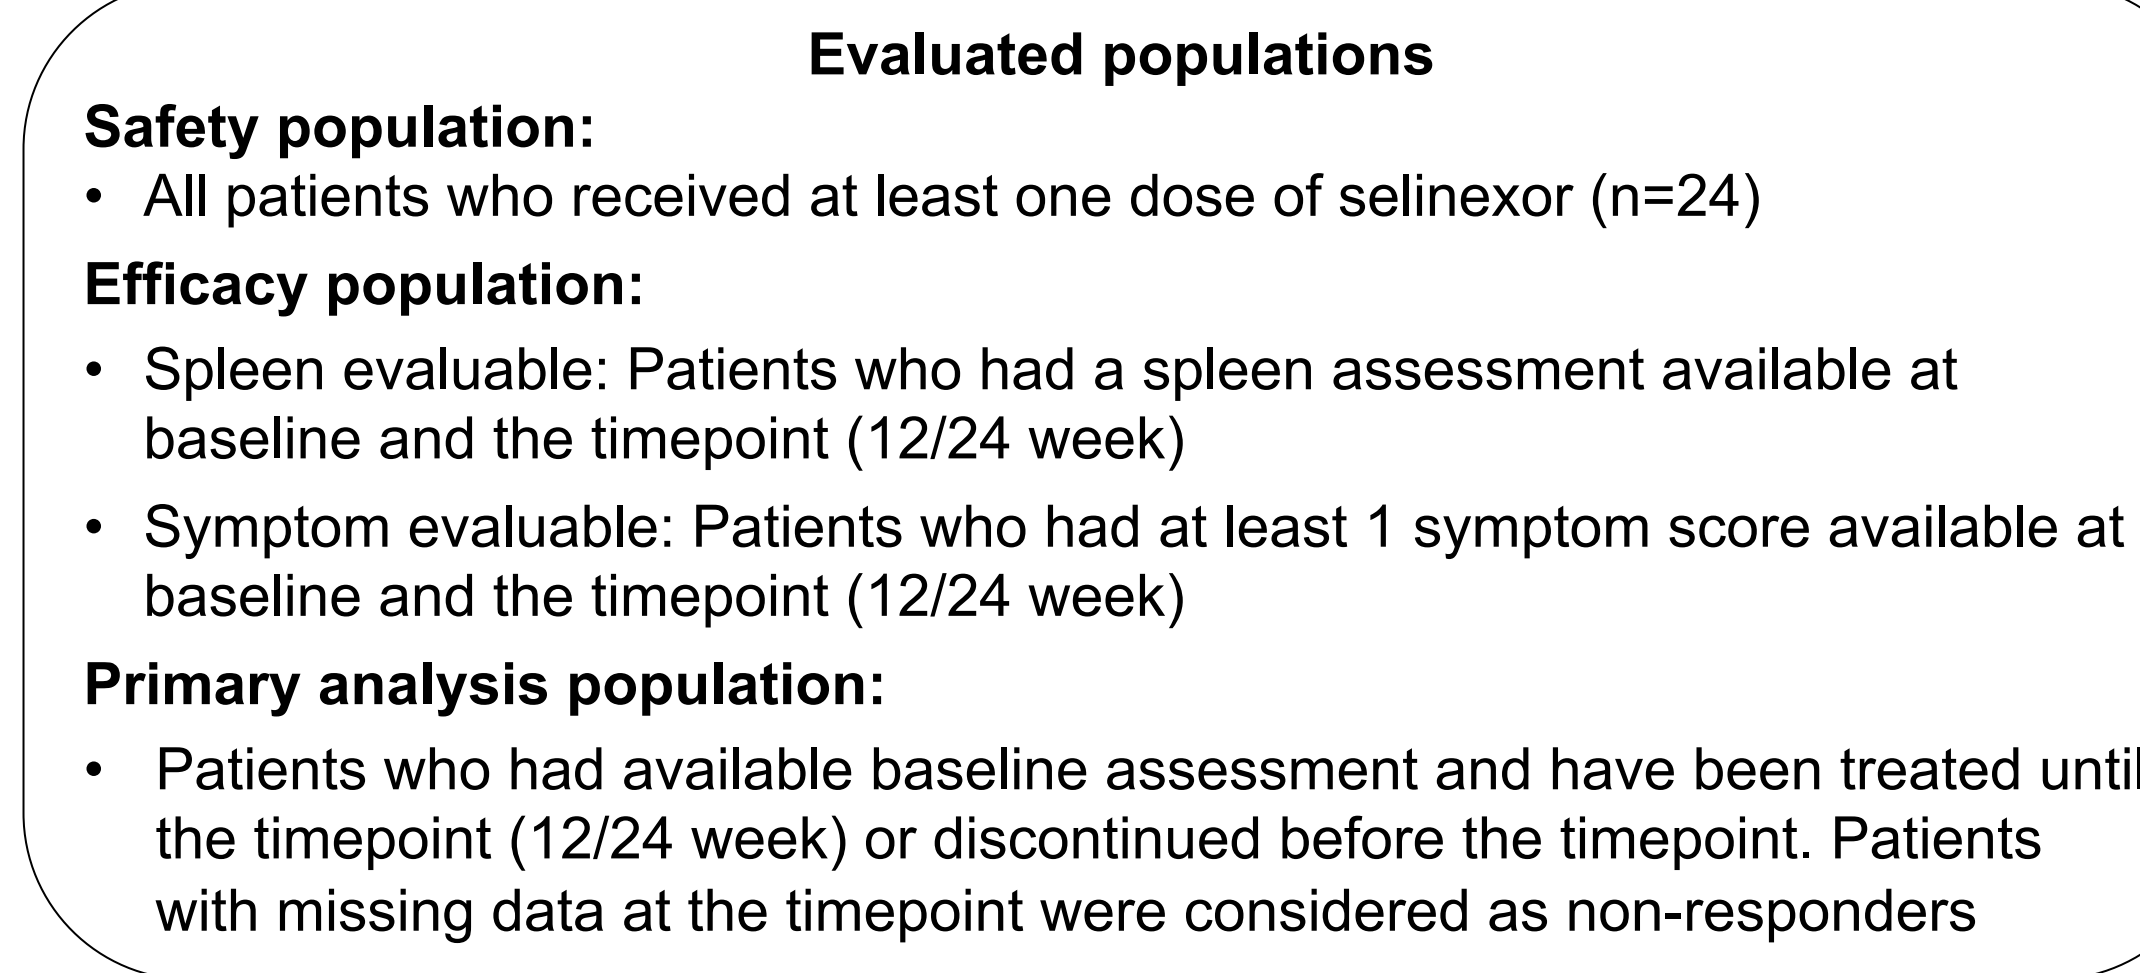 Evaluated populations
Safety population:
• All patients who received at least one dose of selinexor (n=24)
Efficacy population:
• Spleen evaluable: Patients who had a spleen assessment available at
baseline and the timepoint (12/24 week)
• Symptom evaluable: Patients who had at least 1 symptom score available at
baseline and the timepoint (12/24 week)
Primary analysis population:
• Patients who had available baseline assessment and have been treated until
the timepoint (12/24 week) or discontinued before the timepoint. Patients
with missing data at the timepoint were considered as non-responders